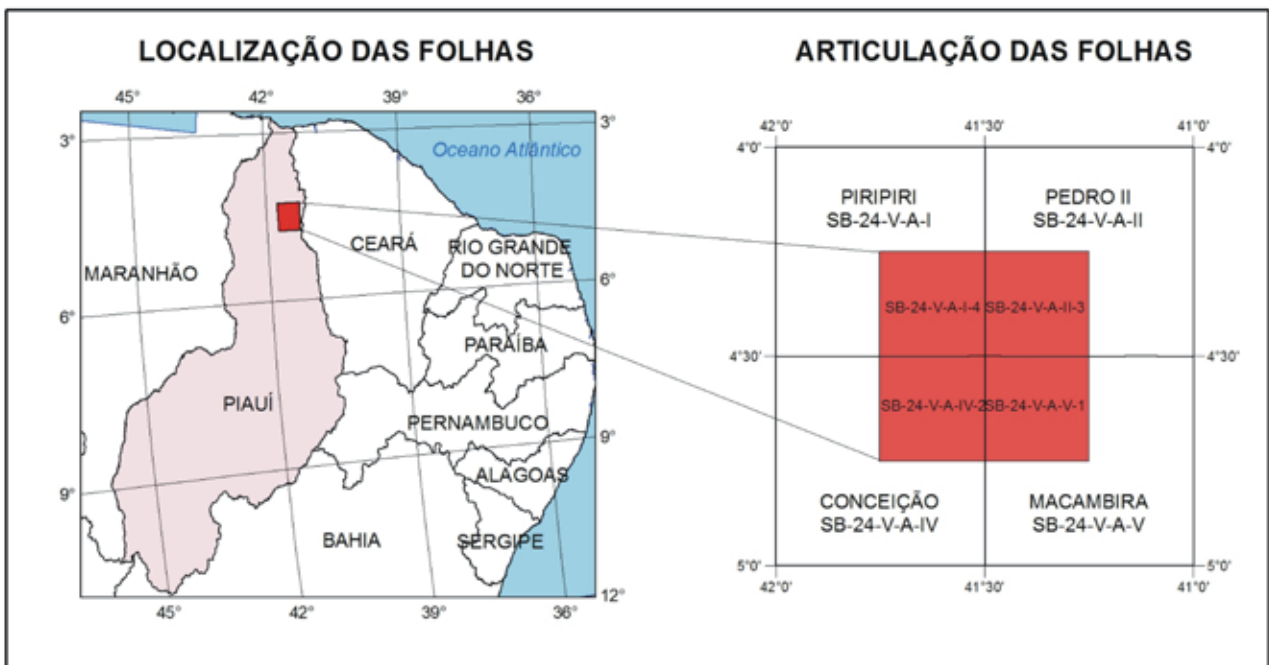 LOCALIZAÇÃO DAS FOLHAS
45°
42°
39°
36°
3°
3°
Oceano Atlântico
CEARÁ
RIO GRANDE
DO NORTE
MARANHÃO
6°
6°
PARAÍBA
PIAUÍ
PERNAMBUCO
9°
ALAGOAS
9°
BAHIA
SERGIPE
12°
45°
42°
39°
36°
ARTICULAÇÃO DAS FOLHAS
42°0'
41°30'
41°0'
4°0'
4°0'
PIRIPIRI
SB-24-V-A-I
PEDRO II
SB-24-V-A-II
SB-24-V-A-I-4
SB-24-V-A-II-3
4°30'
4°30'
SB-24-V-A-IV-2
SB-24-V-A-V-1
CONCEIÇÃO
SB-24-V-A-IV
MACAMBIRA
SB-24-V-A-V
5°0'
5°0'
42°0'
41°30'
41°0'